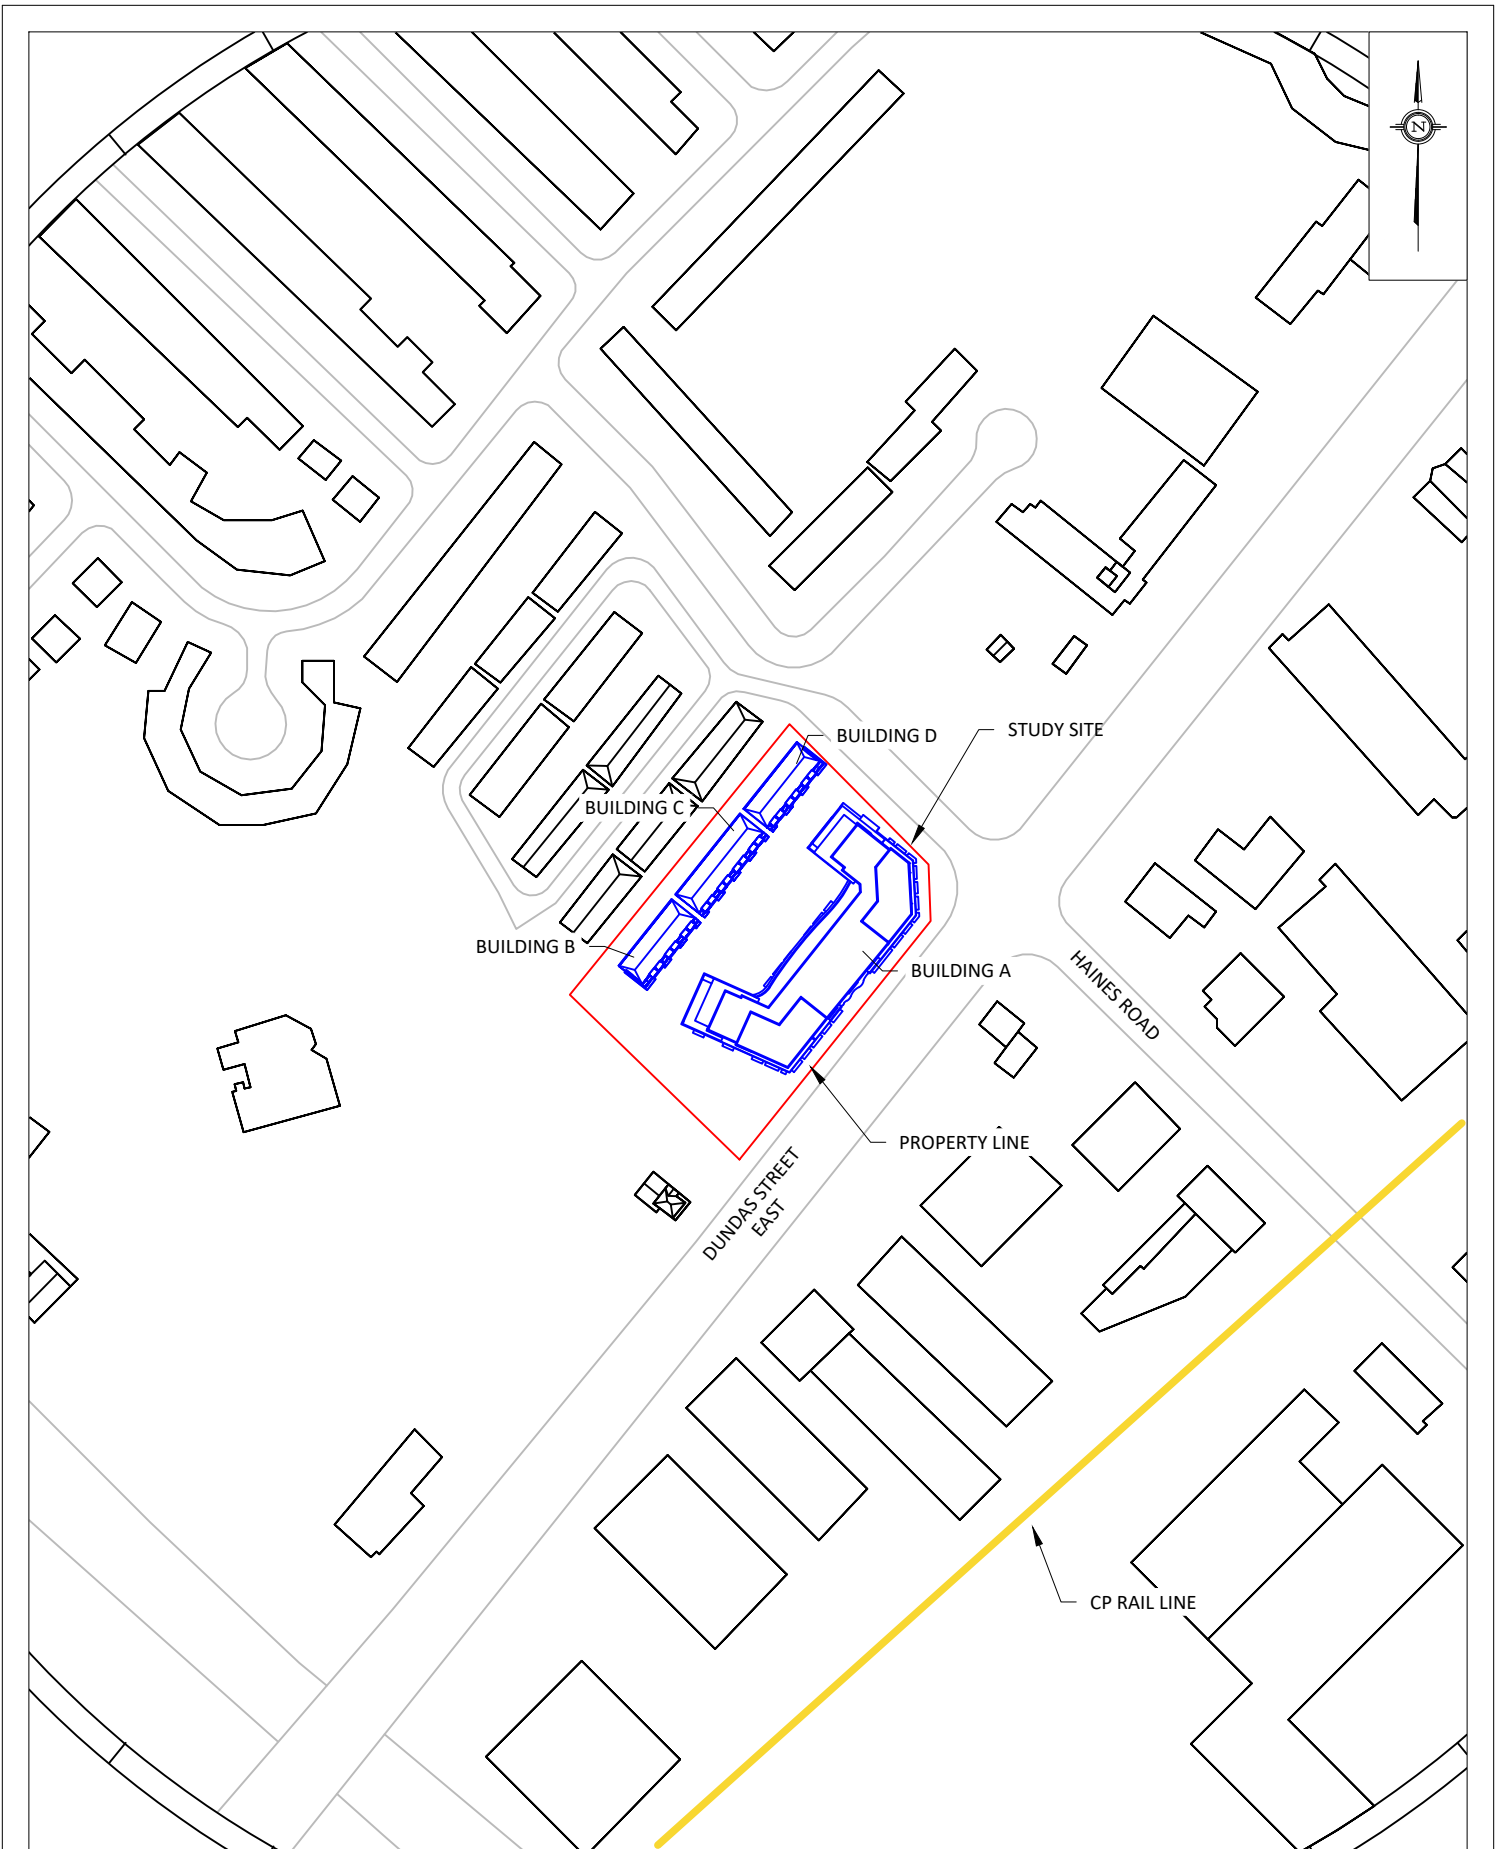 N
BUILDING D
STUDY SITE
BUILDING C
BUILDING B
BUILDING A
HAINES ROAD
PROPERTY LINE
DUNDAS STREET
EAST
CP RAIL LINE